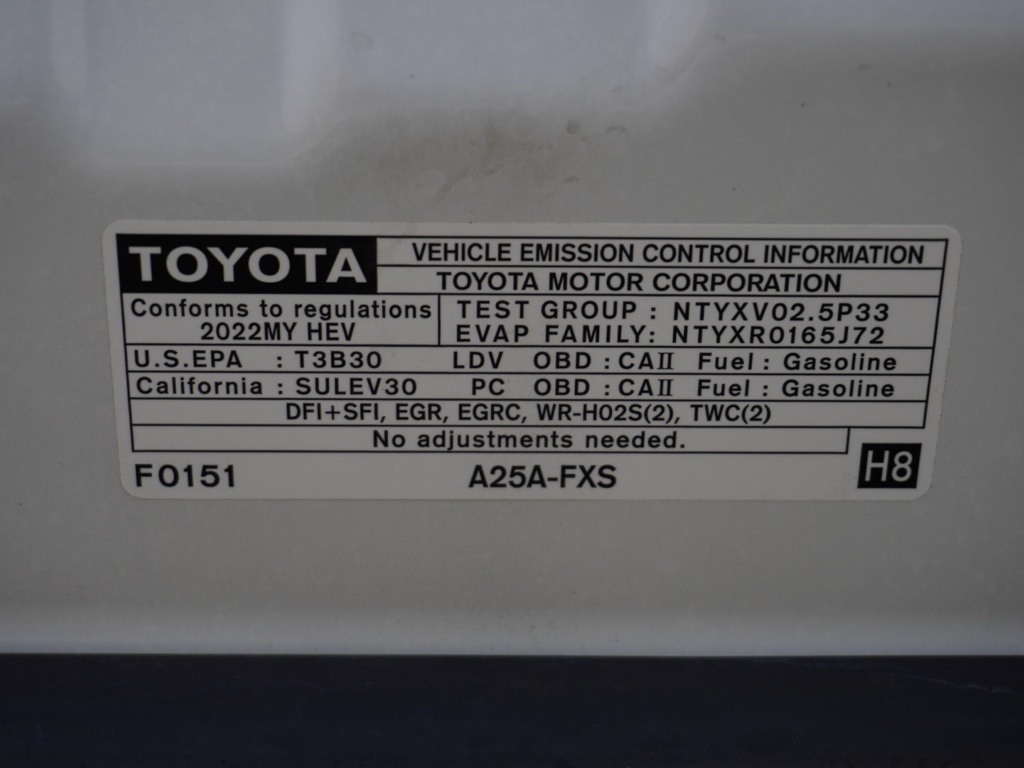 TOYOTA VEHICLE EMISSION CONTROL INFORMATION
TOYOTA MOTOR CORPORATION
Conforms to regulations
2022MY HEV
TEST GROUP : NTYXV02.5P33
EVAP FAMILY: NTYXR0165J72
U.S.EPA : T3B30 LDV OBD : CAII Fuel : Gasoline
California : SULEV30 PC OBD : CAII Fuel : Gasoline
DFI+SFI, EGR, EGRC, WR-HO2S(2), TWC(2)
No adjustments needed.
F0151 A25A-FXS H8